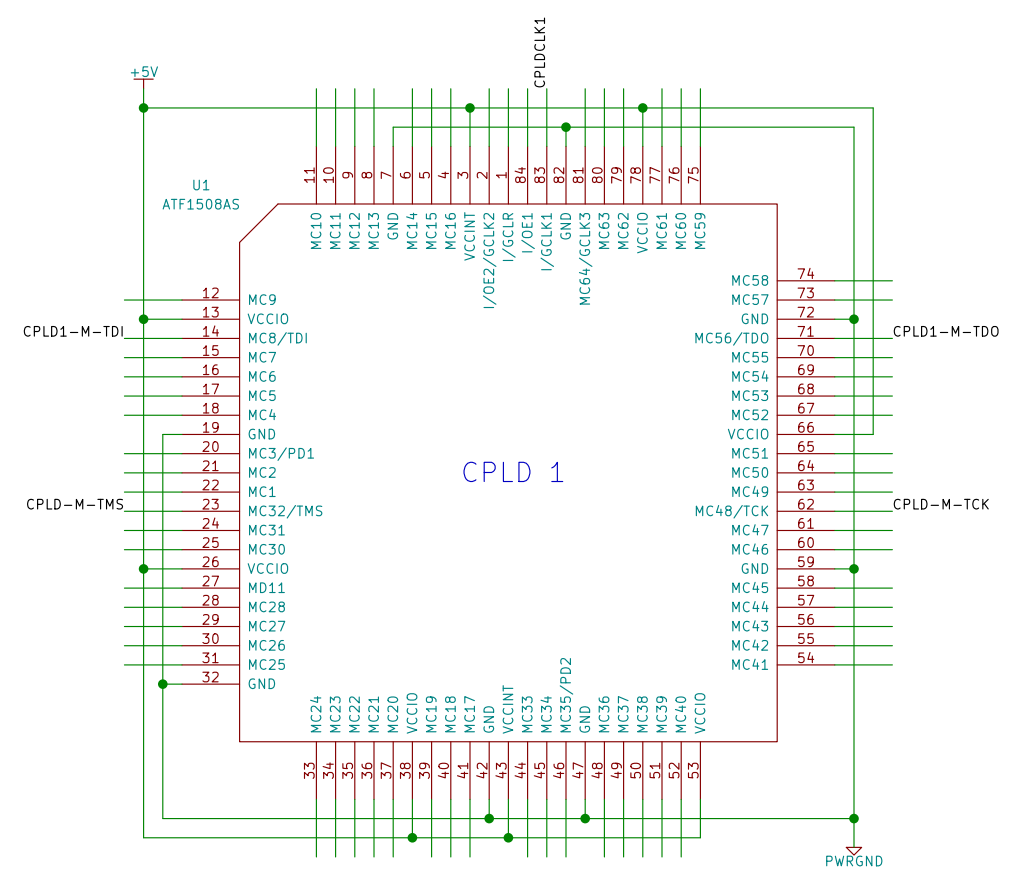 CPLDCLK1
+5V
U1
ATF1508AS
11 10 9 8 7 6 5 4 3 2 1 84 83 82 81 80 79 78 77 76 75
MC10 MC11 MC12 MC13 GND MC14 MC15 MC16 VCCINT I/OE2/GCLK2 I/GCLR I/OE1 I/GCLK1 GND MC64/GCLK3 MC63 MC62 VCCIO MC61 MC60 MC59
12 MC9
13 VCCIO
CPLD1-M-TDI
14 MC8/TDI
15 MC7
16 MC6
17 MC5
18 MC4
19 GND
20 MC3/PD1
21 MC2
22 MC1
CPLD-M-TMS
23 MC32/TMS
24 MC31
25 MC30
26 VCCIO
27 MD11
28 MC28
29 MC27
30 MC26
31 MC25
32 GND
CPLD 1
MC58 74
MC57 73
GND 72
MC56/TDO 71
CPLD1-M-TDO
MC55 70
MC54 69
MC53 68
MC52 67
VCCIO 66
MC51 65
MC50 64
MC49 63
MC48/TCK 62
CPLD-M-TCK
MC47 61
MC46 60
GND 59
MC45 58
MC44 57
MC43 56
MC42 55
MC41 54
MC24 MC23 MC22 MC21 MC20 VCCIO MC19 MC18 MC17 GND VCCINT MC33 MC34 MC35/PD2 GND MC36 MC37 MC38 MC39 MC40 VCCIO
33 34 35 36 37 38 39 40 41 42 43 44 45 46 47 48 49 50 51 52 53
PWRGND